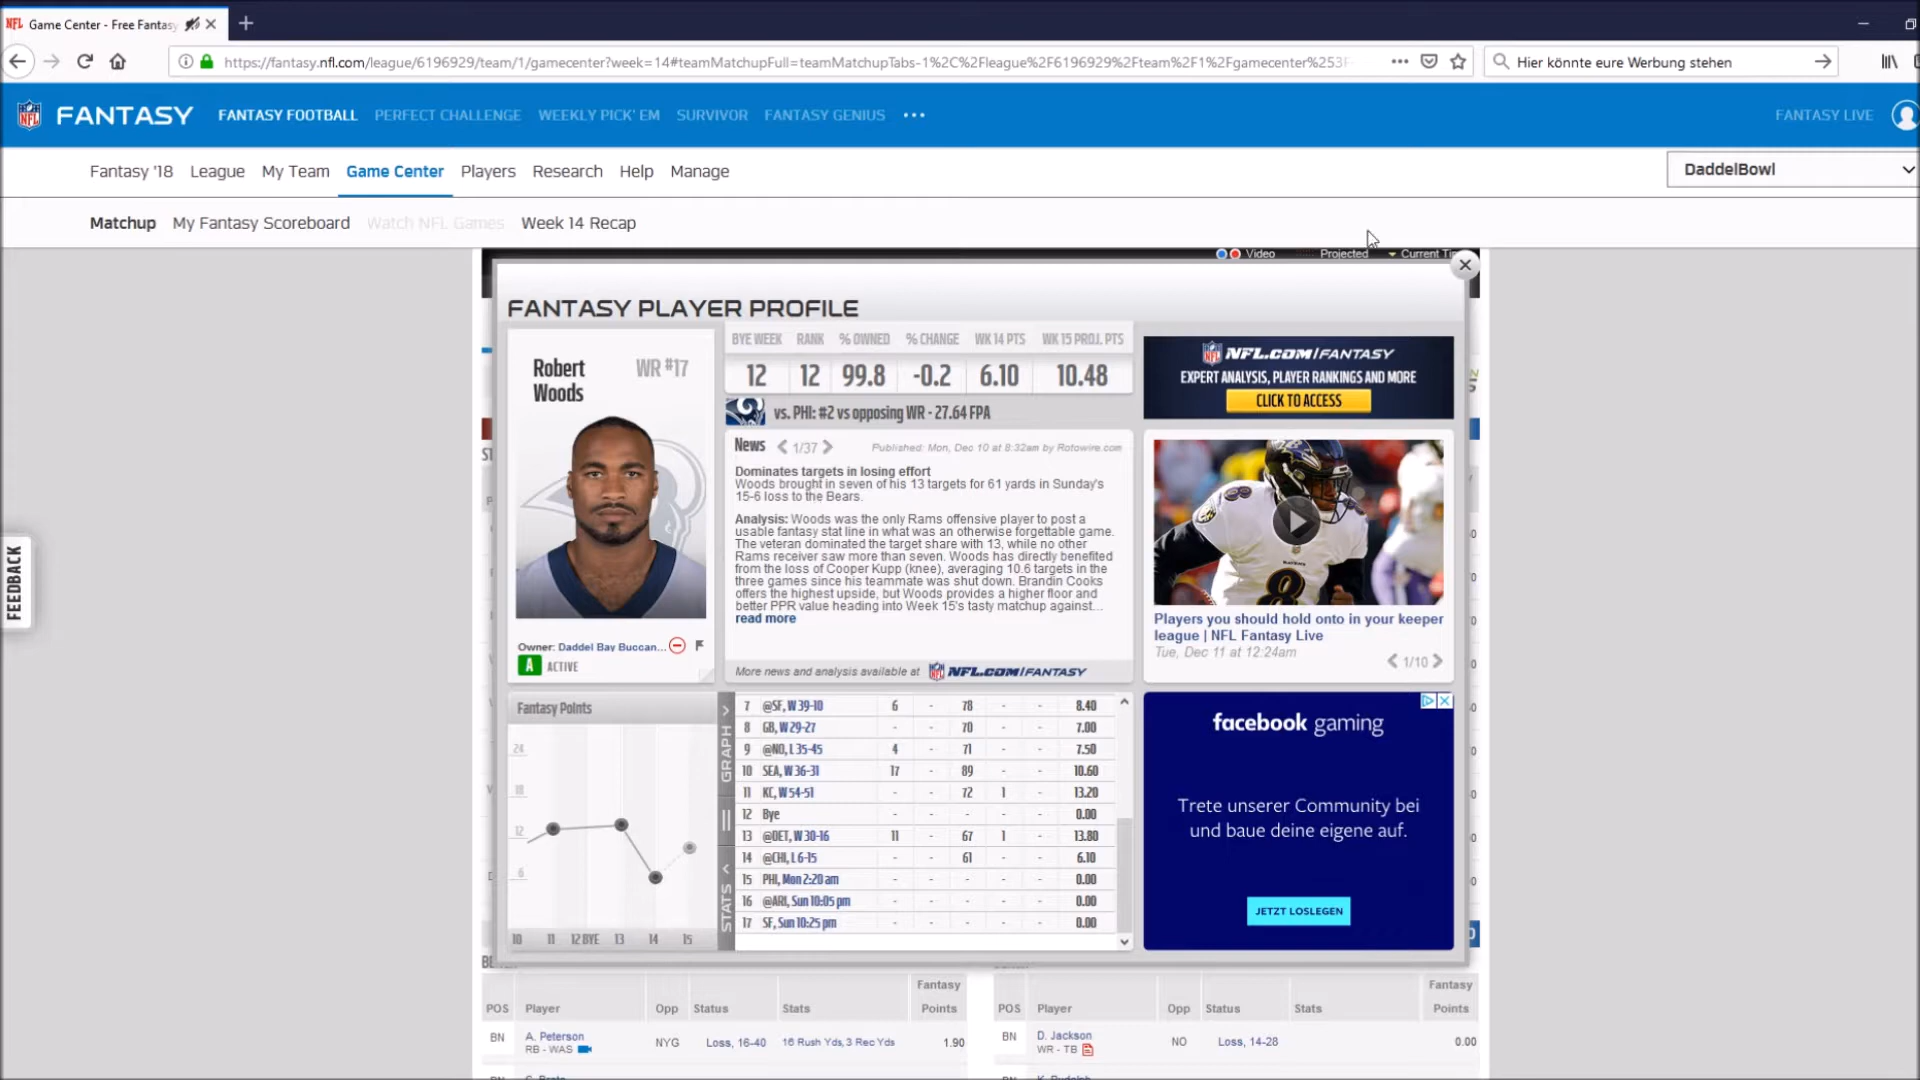 NFL Game Center - Free Fantasy
https://fantasy.nfl.com/league/6196929/team/1/gamecenter?week=14#teamMatchupFull=teamMatchupTabs-1%2C%2Fleague%2F6196929%2Fteam%2F1%2Fgamecenter%253F
Hier könnte eure Werbung stehen
FANTASY FANTASY FOOTBALL PERFECT CHALLENGE WEEKLY PICK' EM SURVIVOR FANTASY GENIUS FANTASY LIVE
Fantasy '18 League My Team Game Center Players Research Help Manage DaddelBowl
Matchup My Fantasy Scoreboard Watch NFL Games Week 14 Recap
Video Projected
FANTASY PLAYER PROFILE
Robert
Woods
WR #17
BYE WEEK RANK % OWNED % CHANGE WK 14 PTS WK 15 PROJ. PTS
12 12 99.8 -0.2 6.10 10.48
vs. PHI: #2 vs opposing WR - 27.64 FPA
News 1/37 Published: Mon, Dec 10 at 8:32am by Rotowire.com
Dominates targets in losing effort
Woods brought in seven of his 13 targets for 61 yards in Sunday's
15-6 loss to the Bears.
Analysis: Woods was the only Rams offensive player to post a
usable fantasy stat line in what was an otherwise forgettable game.
The veteran dominated the target share with 13, while no other
Rams receiver saw more than seven. Woods has directly benefited
from the loss of Cooper Kupp (knee), averaging 10.6 targets in the
three games since his teammate was shut down. Brandin Cooks
offers the highest upside, but Woods provides a higher floor and
better PPR value heading into Week 15's tasty matchup against...
read more
More news and analysis available at NFL.COM/FANTASY
Owner: Daddel Bay Buccan...
A ACTIVE
NFL.COM/FANTASY
EXPERT ANALYSIS, PLAYER RANKINGS AND MORE
CLICK TO ACCESS
Players you should hold onto in your keeper
league | NFL Fantasy Live
Tue, Dec 11 at 12:24am
1/10
Fantasy Points
24
18
12
6
10 11 12 BYE 13 14 15
GRAPH
STATS
7 @SF, W 39-10 6 - 78 - - 8.40
8 GB, W 29-27 - - 70 - - 7.00
9 @NO, L 35-45 4 - 71 - - 7.50
10 SEA, W 36-31 17 - 89 - - 10.60
11 KC, W 54-51 - - 72 1 - 13.20
12 Bye - - - - - 0.00
13 @DET, W 30-16 11 - 67 1 - 13.80
14 @CHI, L 6-15 - - 61 - - 6.10
15 PHI, Mon 2:20 am - - - - - 0.00
16 @ARI, Sun 10:05 pm - - - - - 0.00
17 SF, Sun 10:25 pm - - - - - 0.00
facebook gaming
Trete unserer Community bei
und baue deine eigene auf.
JETZT LOSLEGEN
FEEDBACK
POS Player Opp Status Stats Fantasy Points
BN A. Peterson NYG Loss, 16-40 16 Rush Yds, 3 Rec Yds 1.90
RB - WAS
POS Player Opp Status Stats Fantasy Points
BN D. Jackson NO Loss, 14-28 0.00
WR - TB